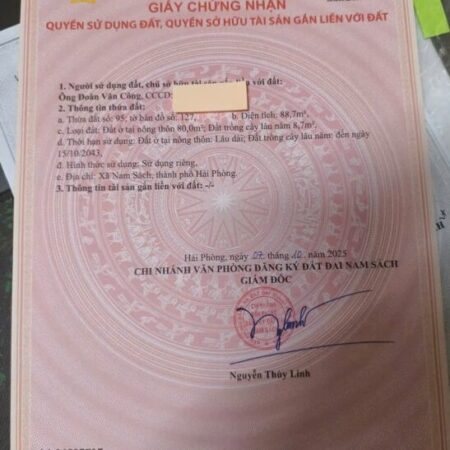 GIẤY CHỨNG NHẬN
QUYỀN SỬ DỤNG ĐẤT, QUYỀN SỞ HỮU TÀI SẢN GẮN LIỀN VỚI ĐẤT
1. Người sử dụng đất, chủ sở hữu tài sản gắn liền với đất:
Ông Đoàn Văn Công, CCCD:
2. Thông tin thửa đất:
a. Thửa đất số: 95; tờ bản đồ số: 127, b. Diện tích: 88,7m²,
c. Loại đất: Đất ở tại nông thôn 80,0m²; Đất trồng cây lâu năm 8,7m²,
d. Thời hạn sử dụng: Đất ở tại nông thôn: Lâu dài; Đất trồng cây lâu năm: đến ngày
15/10/2043,
đ. Hình thức sử dụng: Sử dụng riêng,
e. Địa chỉ: Xã Nam Sách, thành phố Hải Phòng.
3. Thông tin tài sản gắn liền với đất: -/-
Hải Phòng, ngày 07 tháng 10 năm 2025
CHI NHÁNH VĂN PHÒNG ĐĂNG KÝ ĐẤT ĐAI NAM SÁCH
GIÁM ĐỐC
Nguyễn Thùy Linh